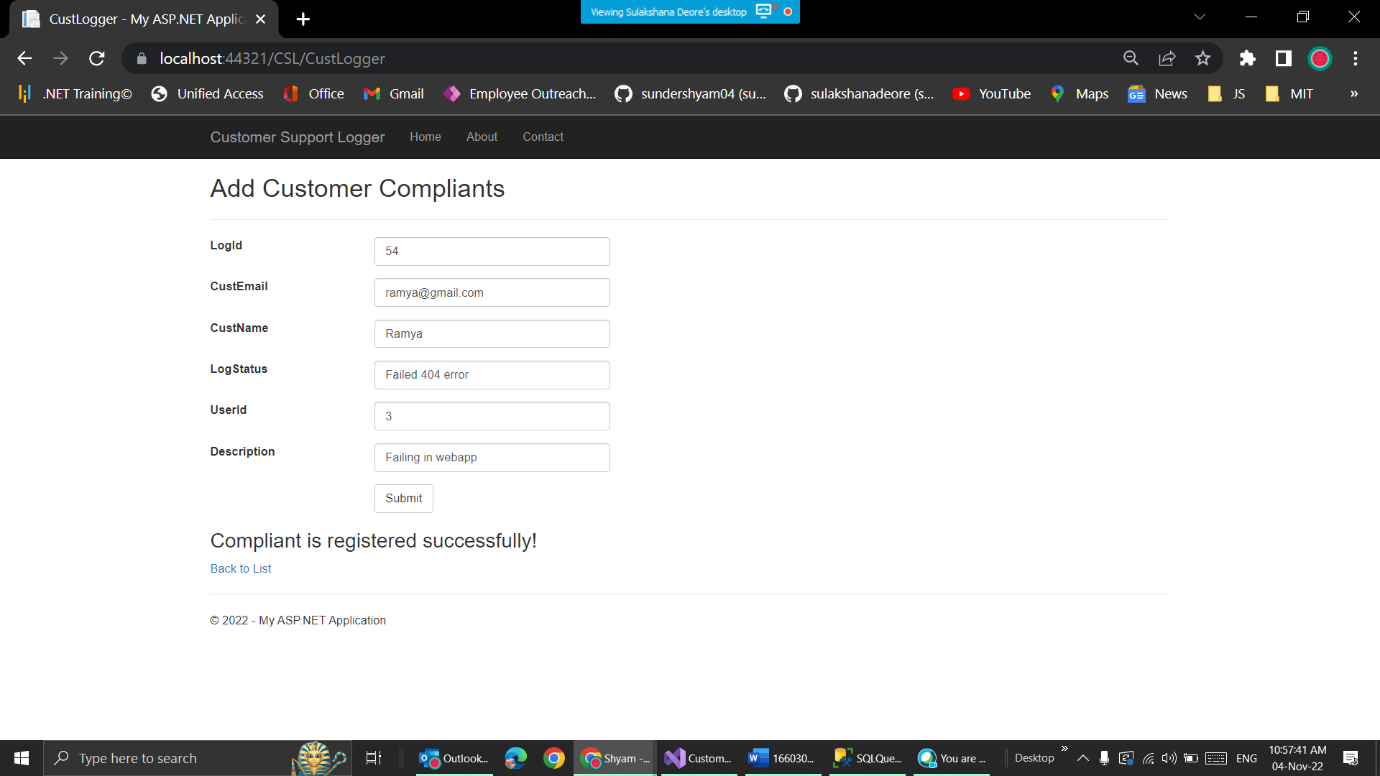 CustLogger - My ASP.NET Applic
Viewing Sulakshana Deore's desktop
localhost:44321/CSL/CustLogger
.NET Training© Unified Access Office Gmail Employee Outreach... sundershyam04 (su... sulakshanadeore (s... YouTube Maps News JS MIT »
Customer Support Logger Home About Contact
Add Customer Compliants
LogId 54
CustEmail ramya@gmail.com
CustName Ramya
LogStatus Failed 404 error
UserId 3
Description Failing in webapp
Submit
Compliant is registered successfully!
Back to List
© 2022 - My ASP.NET Application
Type here to search Outlook... Shyam -... Custom... 166030... SQLQue... You are ... Desktop » ENG 10:57:41 AM
04-Nov-22